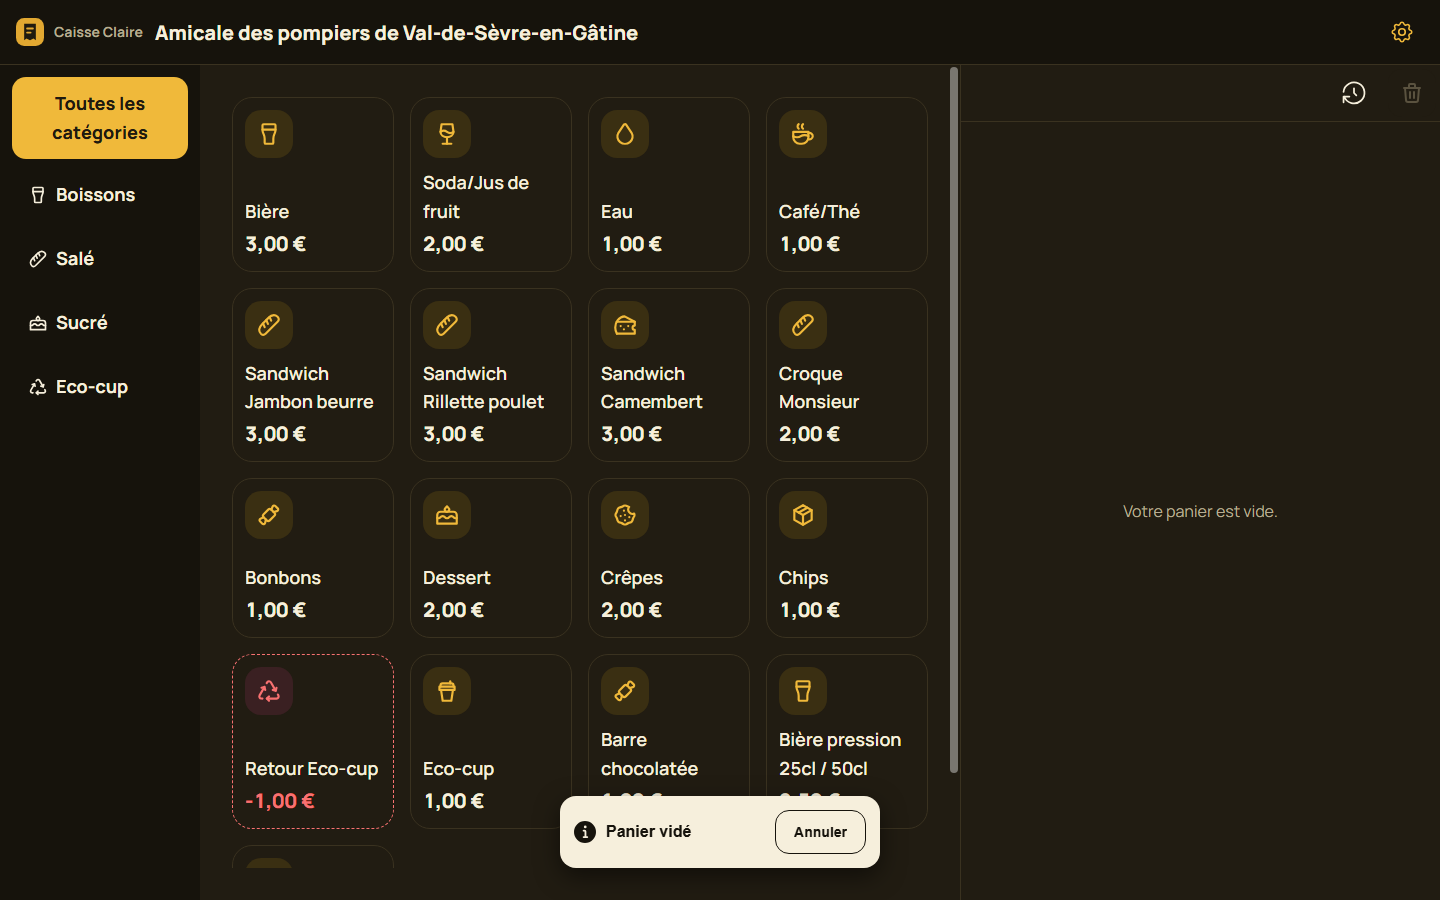 Caisse Claire
Amicale des pompiers de Val-de-Sèvre-en-Gâtine
Toutes les
catégories
Boissons
Salé
Sucré
Eco-cup
Bière
3,00 €
Soda/Jus de
fruit
2,00 €
Eau
1,00 €
Café/Thé
1,00 €
Sandwich
Jambon beurre
3,00 €
Sandwich
Rillette poulet
3,00 €
Sandwich
Camembert
3,00 €
Croque
Monsieur
2,00 €
Bonbons
1,00 €
Dessert
2,00 €
Crêpes
2,00 €
Chips
1,00 €
Retour Eco-cup
-1,00 €
Eco-cup
1,00 €
Barre
chocolatée
Bière pression
25cl / 50cl
Votre panier est vide.
Panier vidé
Annuler